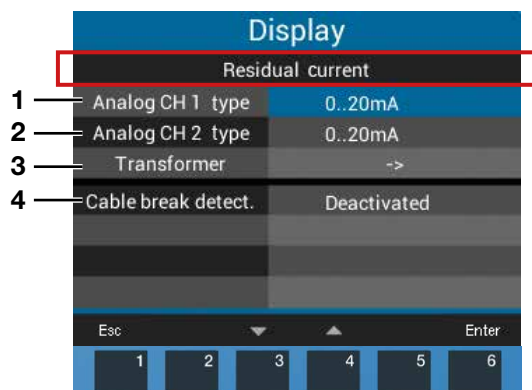 Display
Residual current
1 Analog CH 1 type 0..20mA
2 Analog CH 2 type 0..20mA
3 Transformer ->
4 Cable break detect. Deactivated
Esc Enter
1 2 3 4 5 6